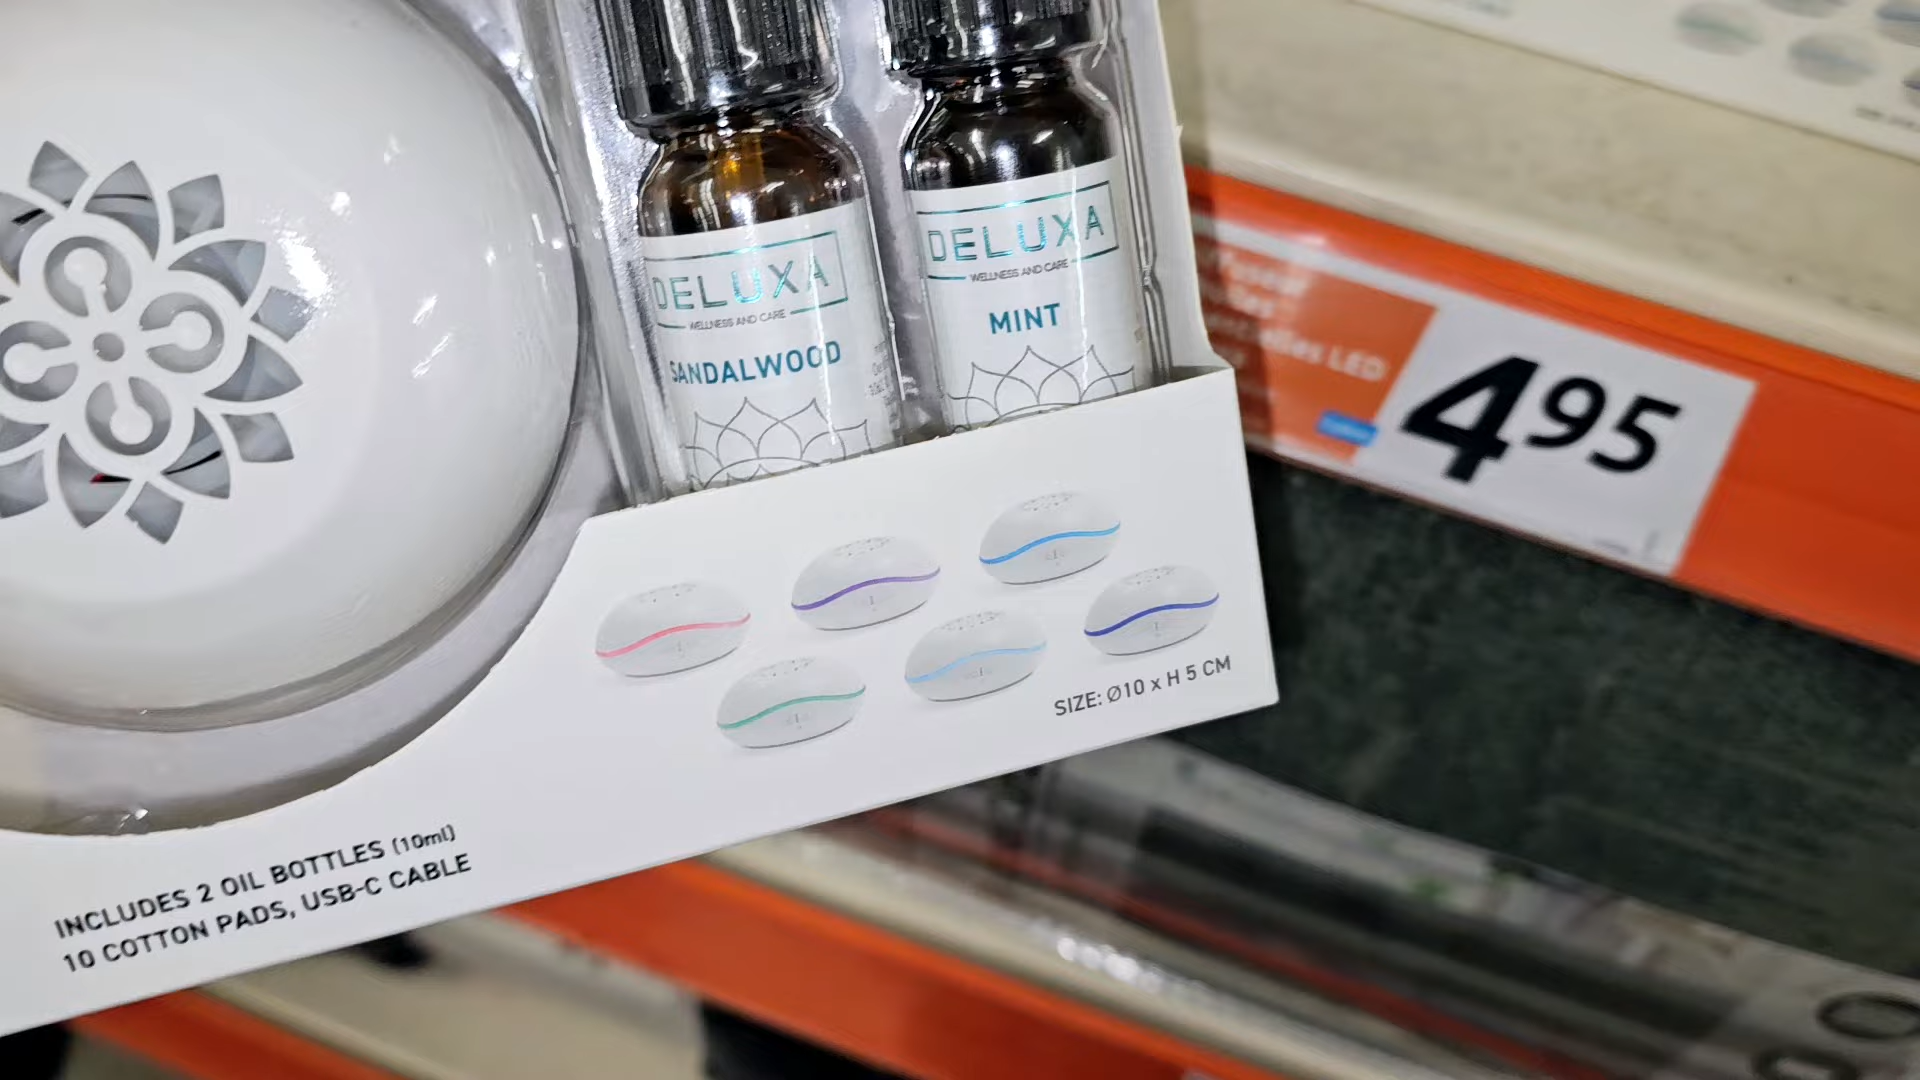 DELUXA
WELLNESS AND CARE
SANDALWOOD
DELUXA
WELLNESS AND CARE
MINT
LED
4.95
SIZE: Ø10 x H 5 CM
INCLUDES 2 OIL BOTTLES (10ml)
10 COTTON PADS, USB-C CABLE